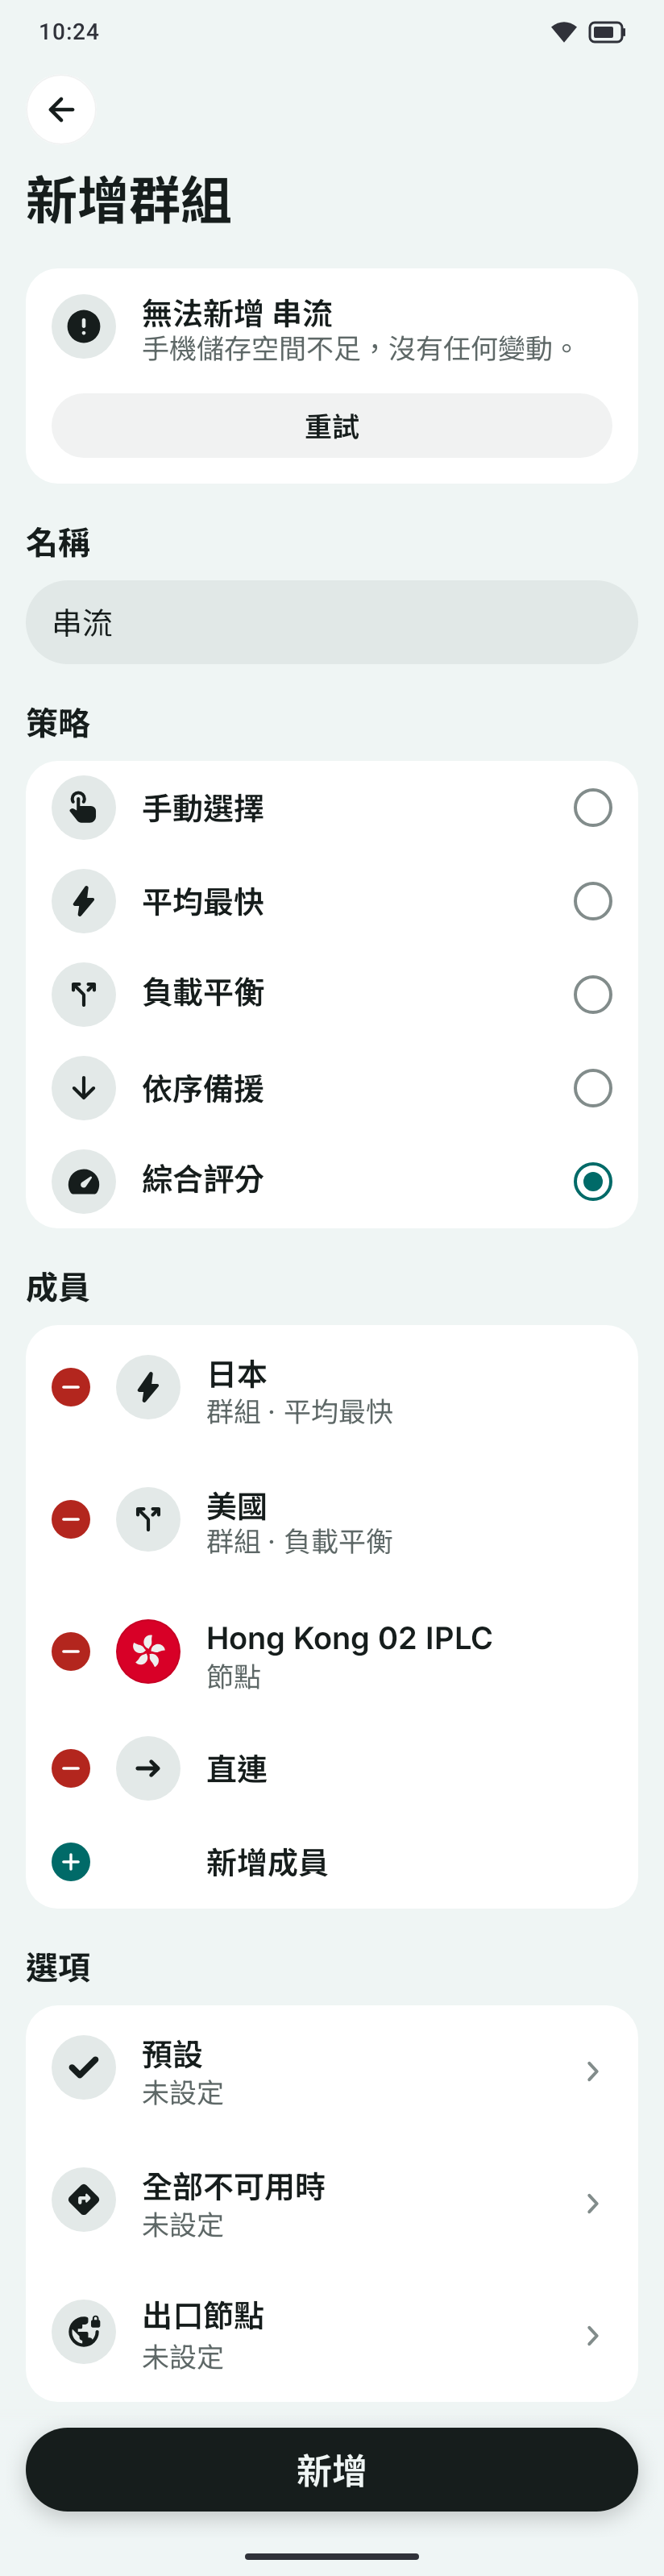 10:24
新增群組
無法新增 串流
手機儲存空間不足，沒有任何變動。
重試
名稱
串流
策略
手動選擇
平均最快
負載平衡
依序備援
綜合評分
成員
日本
群組 · 平均最快
美國
群組 · 負載平衡
Hong Kong 02 IPLC
節點
直連
新增成員
選項
預設
未設定
全部不可用時
未設定
出口節點
未設定
新增